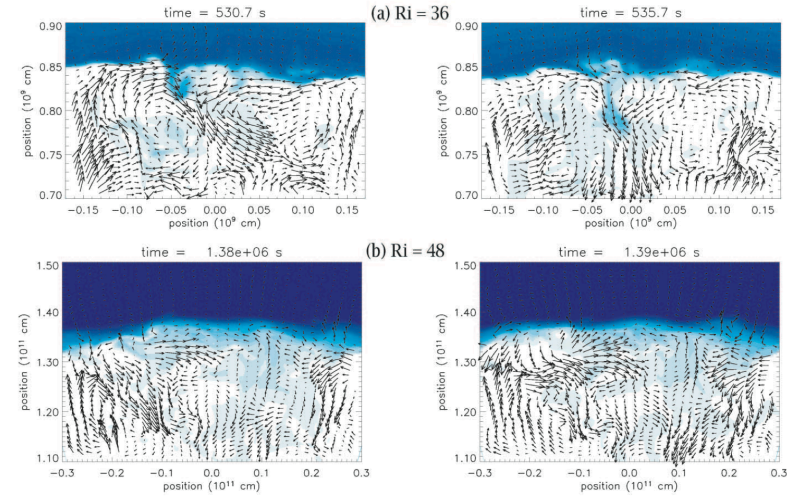 (a) Ri = 36
time = 530.7 s
0.90
0.85
0.80
0.75
0.70
position (10⁹ cm)
−0.15 −0.10 −0.05 0.00 0.05 0.10 0.15
position (10⁹ cm)
time = 535.7 s
0.90
0.85
0.80
0.75
0.70
position (10⁹ cm)
−0.15 −0.10 −0.05 0.00 0.05 0.10 0.15
position (10⁹ cm)
(b) Ri = 48
time = 1.38e+06 s
1.50
1.40
1.30
1.20
1.10
position (10¹¹ cm)
−0.3 −0.2 −0.1 0.0 0.1 0.2 0.3
position (10¹¹ cm)
time = 1.39e+06 s
1.50
1.40
1.30
1.20
1.10
position (10¹¹ cm)
−0.3 −0.2 −0.1 0.0 0.1 0.2 0.3
position (10¹¹ cm)